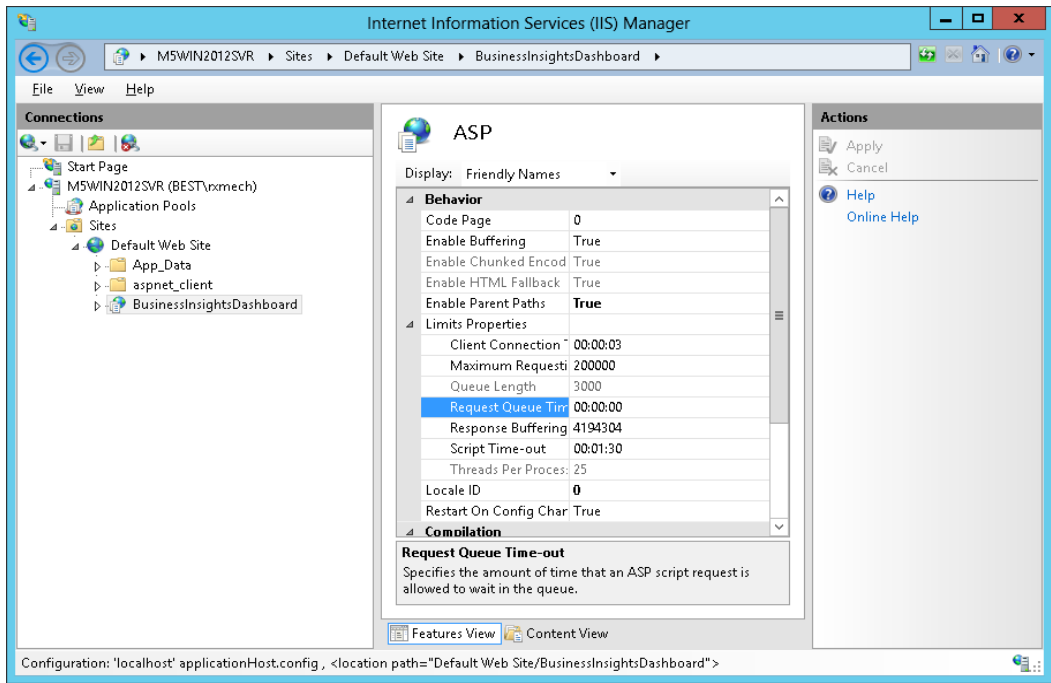 Internet Information Services (IIS) Manager
M5WIN2012SVR Sites Default Web Site BusinessInsightsDashboard
File View Help
Connections
Start Page
M5WIN2012SVR (BEST\rxmech)
Application Pools
Sites
Default Web Site
App_Data
aspnet_client
BusinessInsightsDashboard
ASP
Display: Friendly Names
Behavior
Code Page 0
Enable Buffering True
Enable Chunked Encod True
Enable HTML Fallback True
Enable Parent Paths True
Limits Properties
Client Connection T 00:00:03
Maximum Requesti 200000
Queue Length 3000
Request Queue Tim 00:00:00
Response Buffering 4194304
Script Time-out 00:01:30
Threads Per Proces: 25
Locale ID 0
Restart On Config Char True
Compilation
Request Queue Time-out
Specifies the amount of time that an ASP script request is
allowed to wait in the queue.
Features View Content View
Actions
Apply
Cancel
Help
Online Help
Configuration: 'localhost' applicationHost.config , <location path="Default Web Site/BusinessInsightsDashboard">